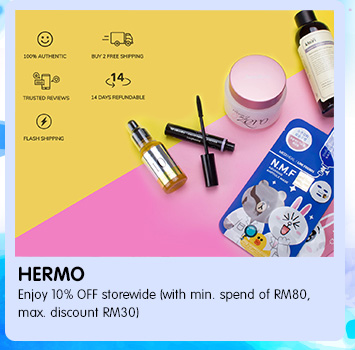 100% AUTHENTIC
BUY 2 FREE SHIPPING
TRUSTED REVIEWS
14
14 DAYS REFUNDABLE
FLASH SHIPPING
ZERO
N.M.F
HERMO
Enjoy 10% OFF storewide (with min. spend of RM80,
max. discount RM30)